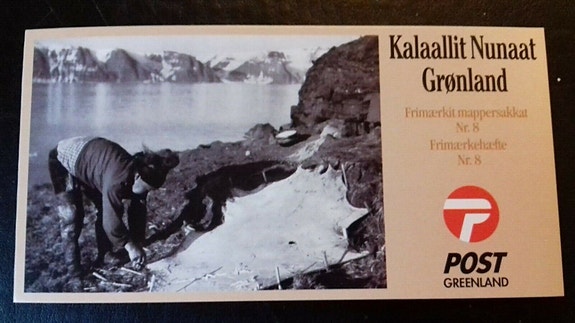 Kalaallit Nunaat
Grønland
Frimærkit mappersakkat
Nr. 8
Frimærkehæfte
Nr. 8
POST
GREENLAND